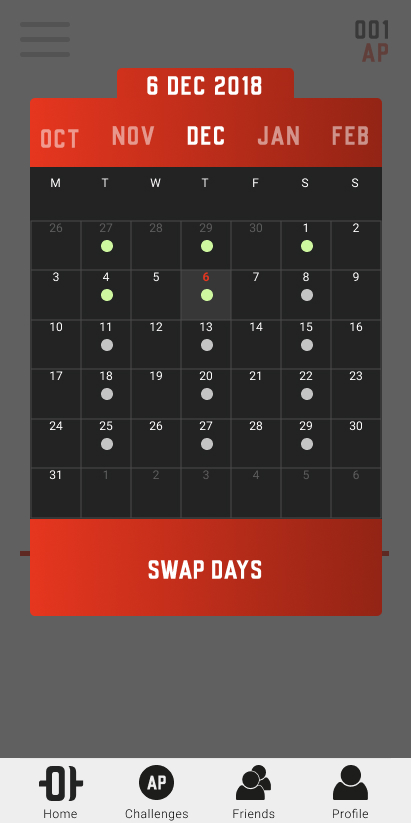 001
AP
6 DEC 2018
OCT NOV DEC JAN FEB
M T W T F S S
26 27 28 29 30 1 2
3 4 5 6 7 8 9
10 11 12 13 14 15 16
17 18 19 20 21 22 23
24 25 26 27 28 29 30
31 1 2 3 4 5 6
SWAP DAYS
AP
Home Challenges Friends Profile